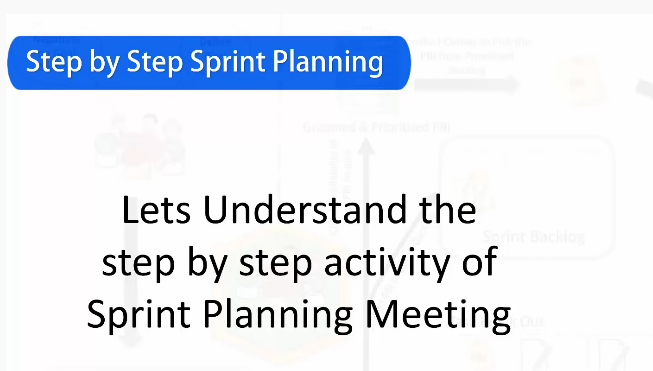 Step by Step Sprint Planning
Groomed & Prioritized PBI
Sprint Backlog
Lets Understand the
step by step activity of
Sprint Planning Meeting